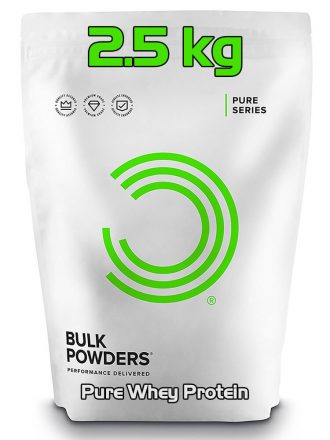 2.5 kg
PURE
SERIES
®
BULK
POWDERS®
PERFORMANCE DELIVERED
Pure Whey Protein